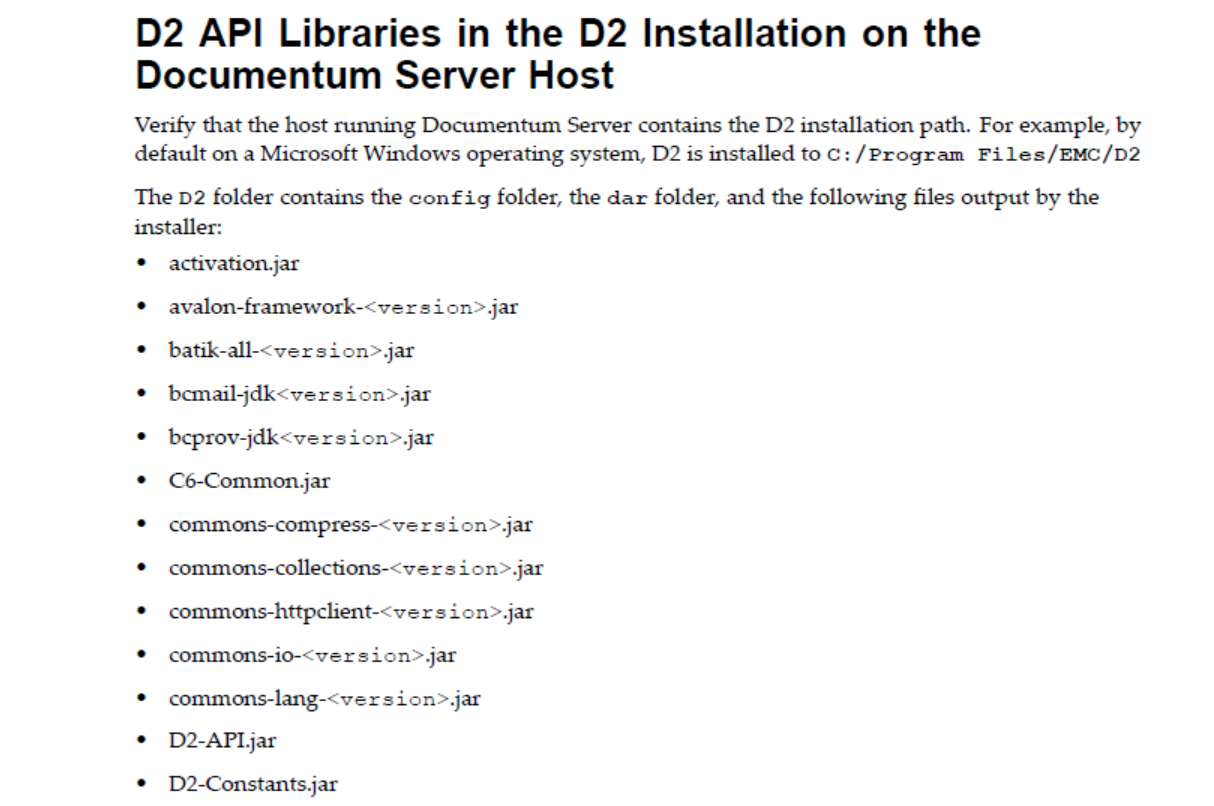 D2 API Libraries in the D2 Installation on the
Documentum Server Host
Verify that the host running Documentum Server contains the D2 installation path. For example, by
default on a Microsoft Windows operating system, D2 is installed to C:/Program Files/EMC/D2
The D2 folder contains the config folder, the dar folder, and the following files output by the
installer:
• activation.jar
• avalon-framework-<version>.jar
• batik-all-<version>.jar
• bcmail-jdk<version>.jar
• bcprov-jdk<version>.jar
• C6-Common.jar
• commons-compress-<version>.jar
• commons-collections-<version>.jar
• commons-httpclient-<version>.jar
• commons-io-<version>.jar
• commons-lang-<version>.jar
• D2-API.jar
• D2-Constants.jar